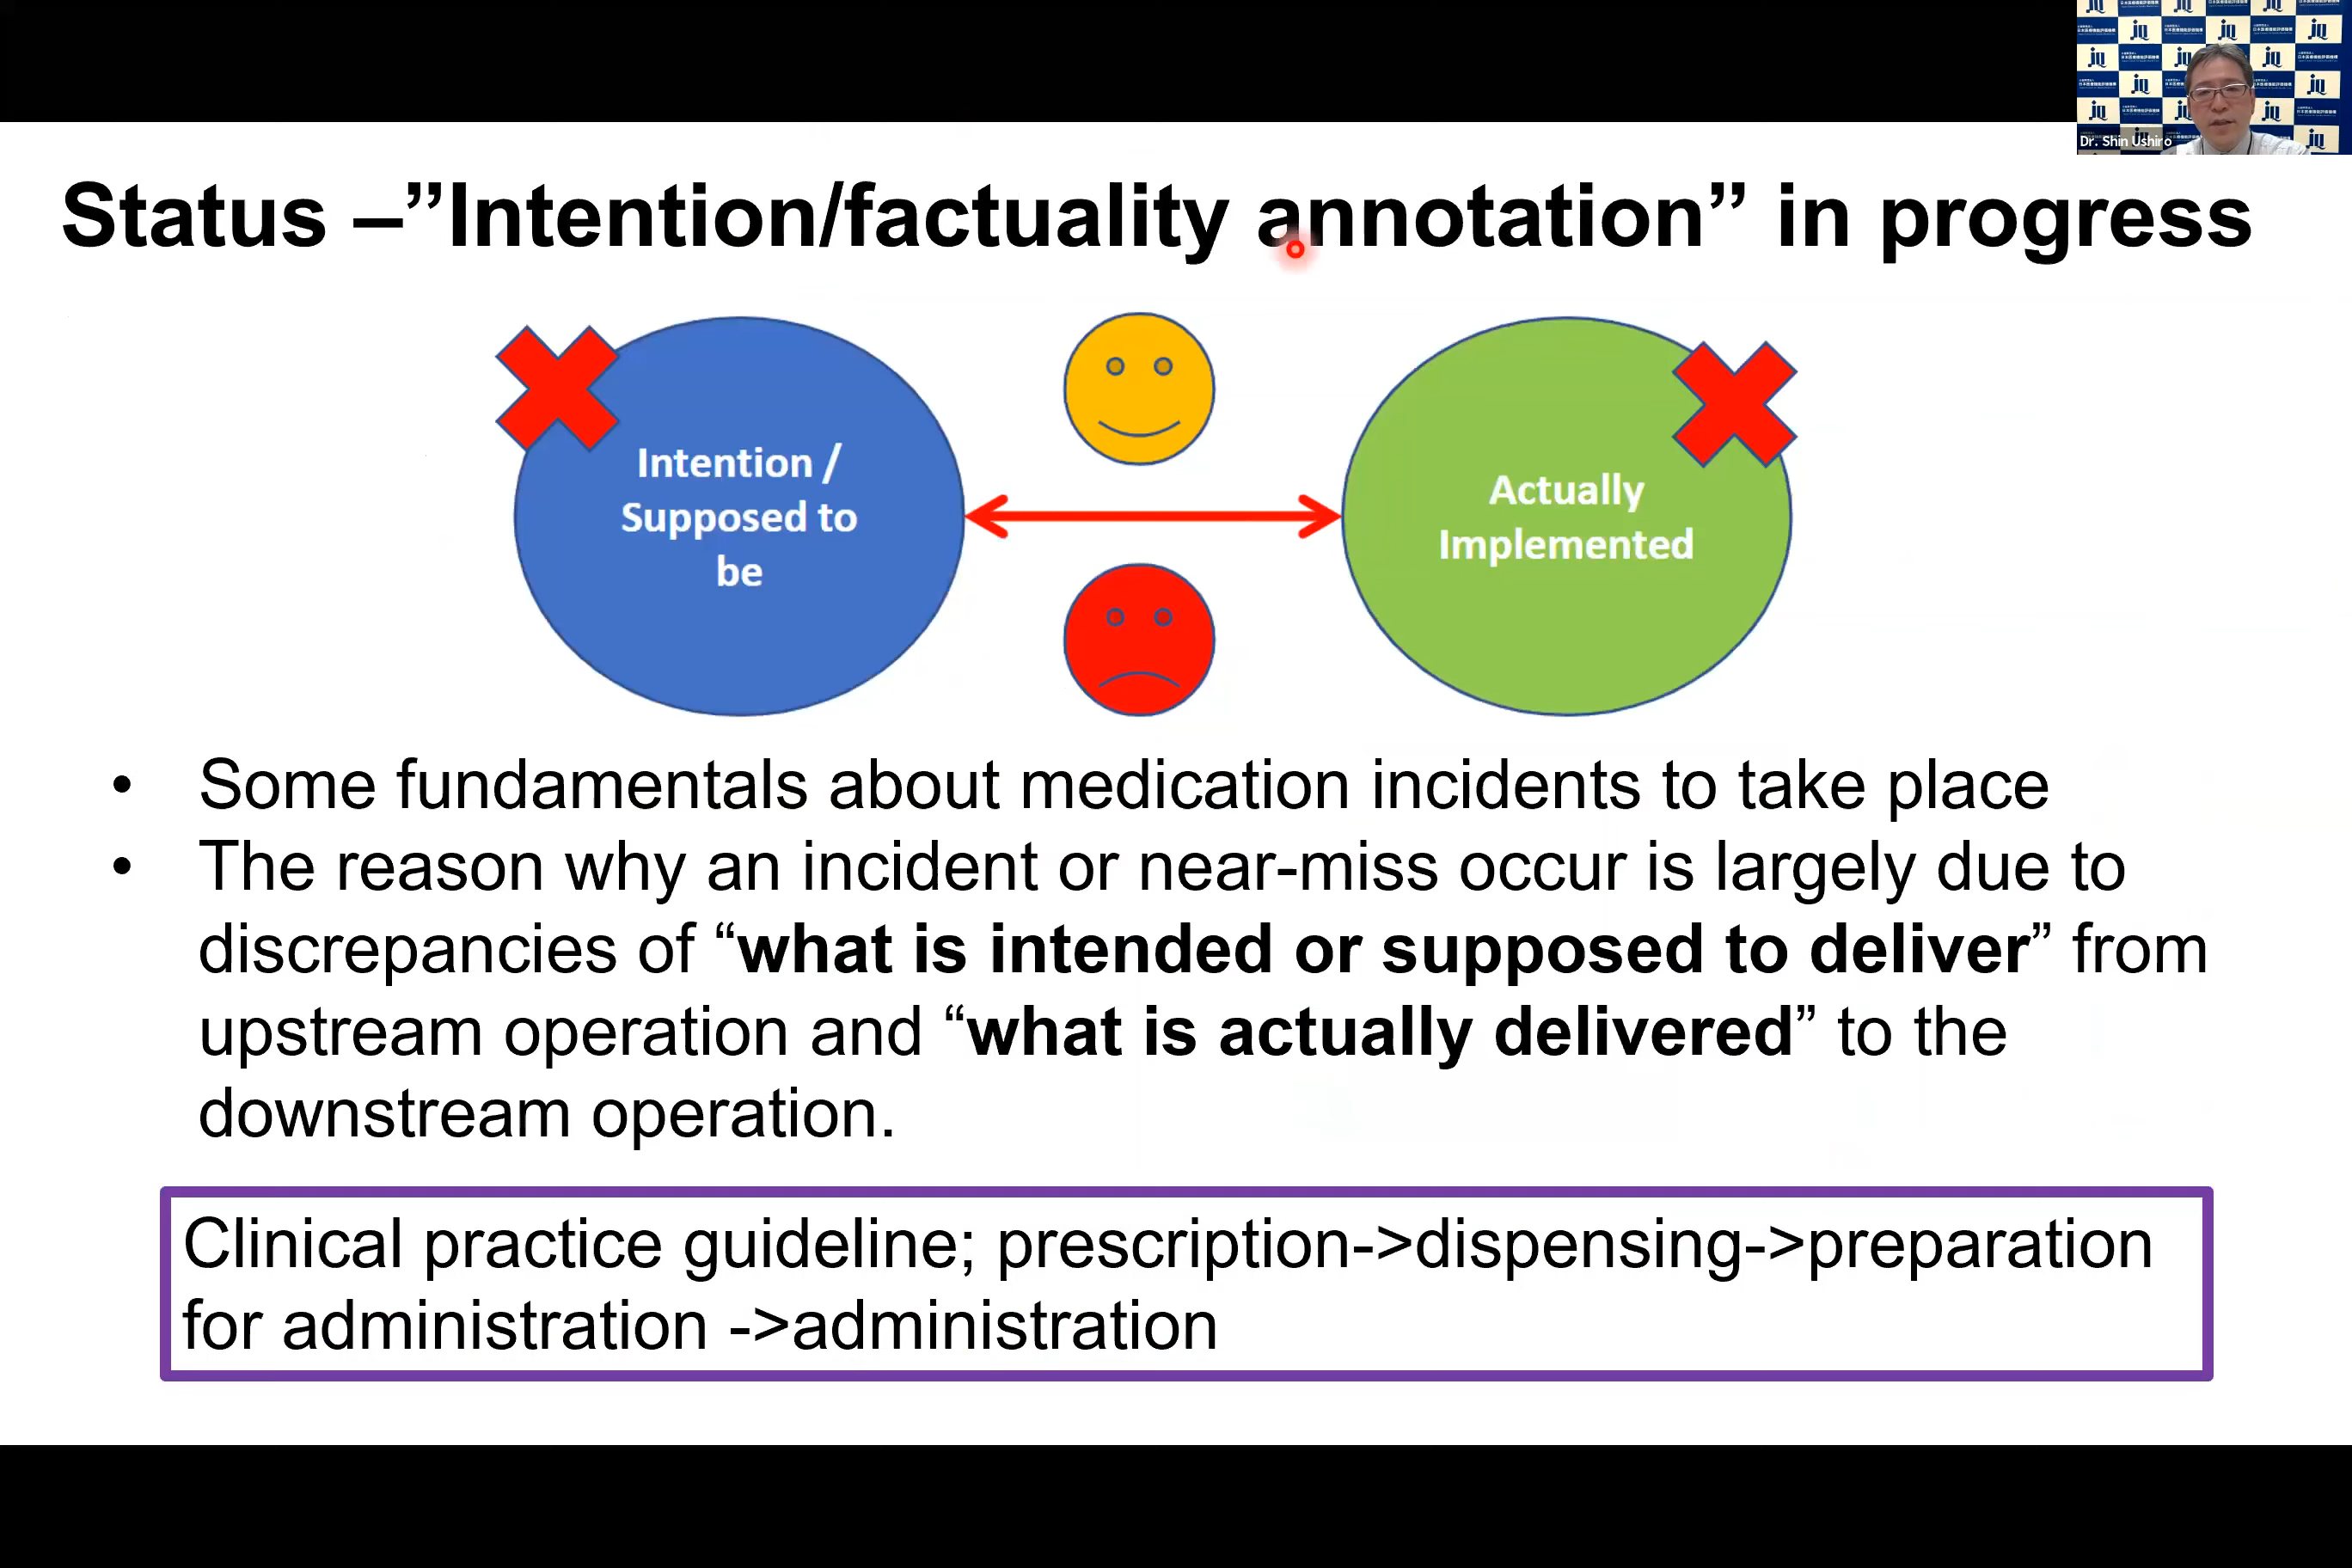 Dr. Shin Ushiro
Status –”Intention/factuality annotation” in progress
Intention /
Supposed to
be
Actually
Implemented
• Some fundamentals about medication incidents to take place
• The reason why an incident or near-miss occur is largely due to
discrepancies of “what is intended or supposed to deliver” from
upstream operation and “what is actually delivered” to the
downstream operation.
Clinical practice guideline; prescription->dispensing->preparation
for administration ->administration